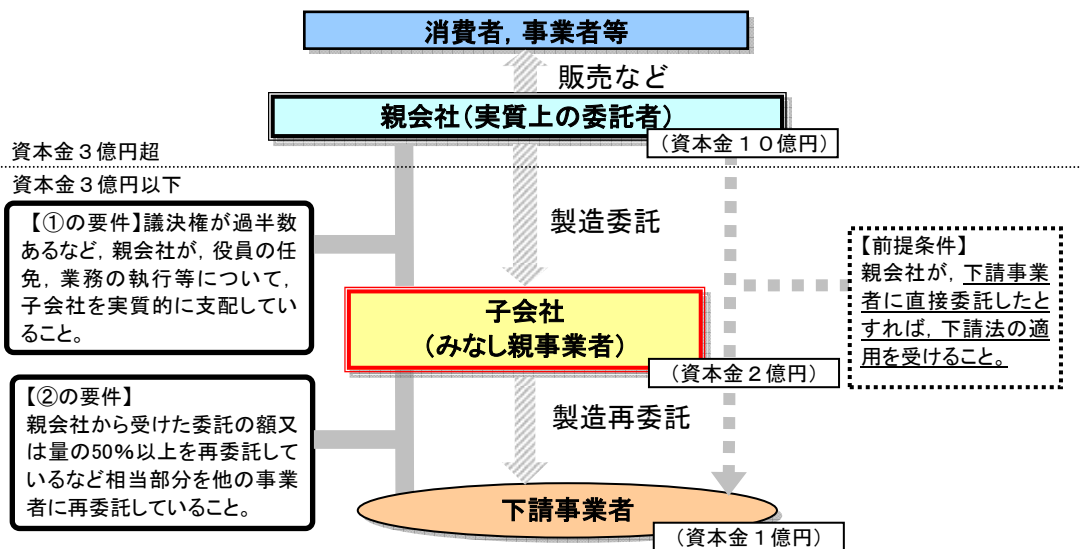 消費者，事業者等
販売など
親会社（実質上の委託者）
（資本金１０億円）
資本金３億円超
資本金３億円以下
【①の要件】議決権が過半数
あるなど，親会社が，役員の任
免，業務の執行等について，
子会社を実質的に支配してい
ること。
製造委託
【前提条件】
親会社が，下請事業
者に直接委託したと
すれば，下請法の適
用を受けること。
子会社
（みなし親事業者）
（資本金２億円）
【②の要件】
親会社から受けた委託の額又
は量の50％以上を再委託して
いるなど相当部分を他の事業
者に再委託していること。
製造再委託
下請事業者
（資本金１億円）